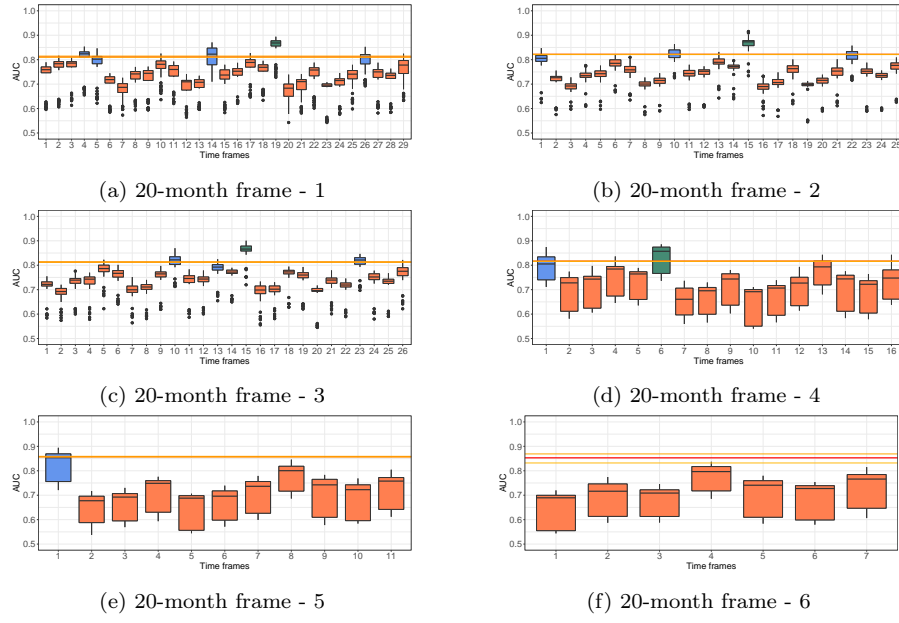 1.0
0.9
0.8
0.7
0.6
0.5
AUC
1 2 3 4 5 6 7 8 9 10 11 12 13 14 15 16 17 18 19 20 21 22 23 24 25 26 27 28 29
Time frames
(a) 20-month frame - 1
1.0
0.9
0.8
0.7
0.6
0.5
AUC
1 2 3 4 5 6 7 8 9 10 11 12 13 14 15 16 17 18 19 20 21 22 23 24 25
Time frames
(b) 20-month frame - 2
1.0
0.9
0.8
0.7
0.6
0.5
AUC
1 2 3 4 5 6 7 8 9 10 11 12 13 14 15 16 17 18 19 20 21 22 23 24 25 26
Time frames
(c) 20-month frame - 3
1.0
0.9
0.8
0.7
0.6
0.5
AUC
1 2 3 4 5 6 7 8 9 10 11 12 13 14 15 16
Time frames
(d) 20-month frame - 4
1.0
0.9
0.8
0.7
0.6
0.5
AUC
1 2 3 4 5 6 7 8 9 10 11
Time frames
(e) 20-month frame - 5
1.0
0.9
0.8
0.7
0.6
0.5
AUC
1 2 3 4 5 6 7
Time frames
(f) 20-month frame - 6